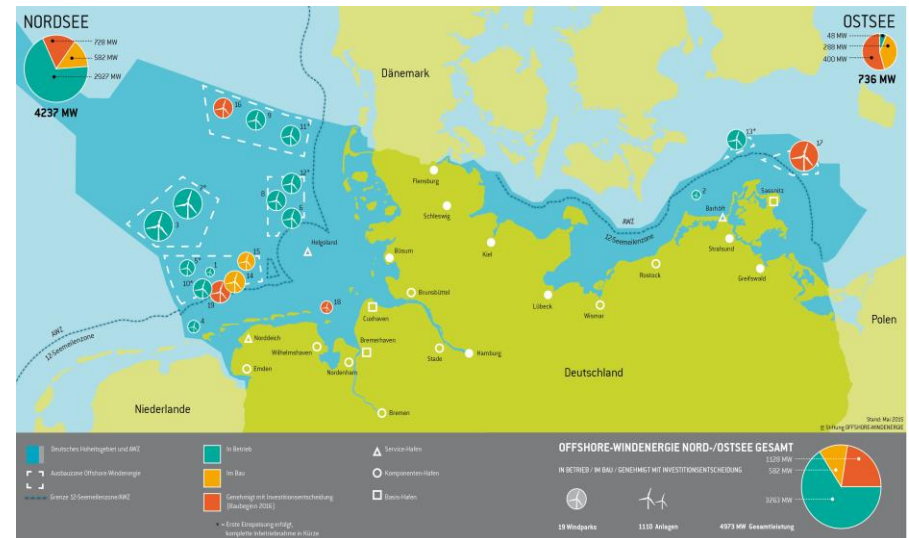 NORDSEE
728 MW
582 MW
2927 MW
4237 MW
OSTSEE
48 MW
288 MW
400 MW
736 MW
Dänemark
16
9
11*
12*
8
6
7*
3
15
5*
1
14
10*
19
4
18
13*
17
2
Flensburg
Schleswig
Kiel
Helgoland
Büsum
Brunsbüttel
Cuxhaven
Bremerhaven
Norddeich
Wilhelmshaven
Emden
Nordenham
Stade
Hamburg
Bremen
Lübeck
Wismar
Rostock
Barhöft
Stralsund
Sassnitz
Greifswald
AWZ
12-Seemeilenzone
AWZ
12-Seemeilenzone
Niederlande
Deutschland
Polen
Stand: Mai 2015
© Stiftung OFFSHORE-WINDENERGIE
Deutsches Hoheitsgebiet und AWZ
Ausbauzone Offshore-Windenergie
Grenze 12-Seemeilenzone/AWZ
In Betrieb
Im Bau
Genehmigt mit Investitionsentscheidung
(Baubeginn 2016)
* = Erste Einspeisung erfolgt,
komplette Inbetriebnahme in Kürze
Service-Hafen
Komponenten-Hafen
Basis-Hafen
OFFSHORE-WINDENERGIE NORD-/OSTSEE GESAMT
IN BETRIEB / IM BAU / GENEHMIGT MIT INVESTITIONSENTSCHEIDUNG
19 Windparks
1110 Anlagen
4973 MW Gesamtleistung
1128 MW
582 MW
3263 MW